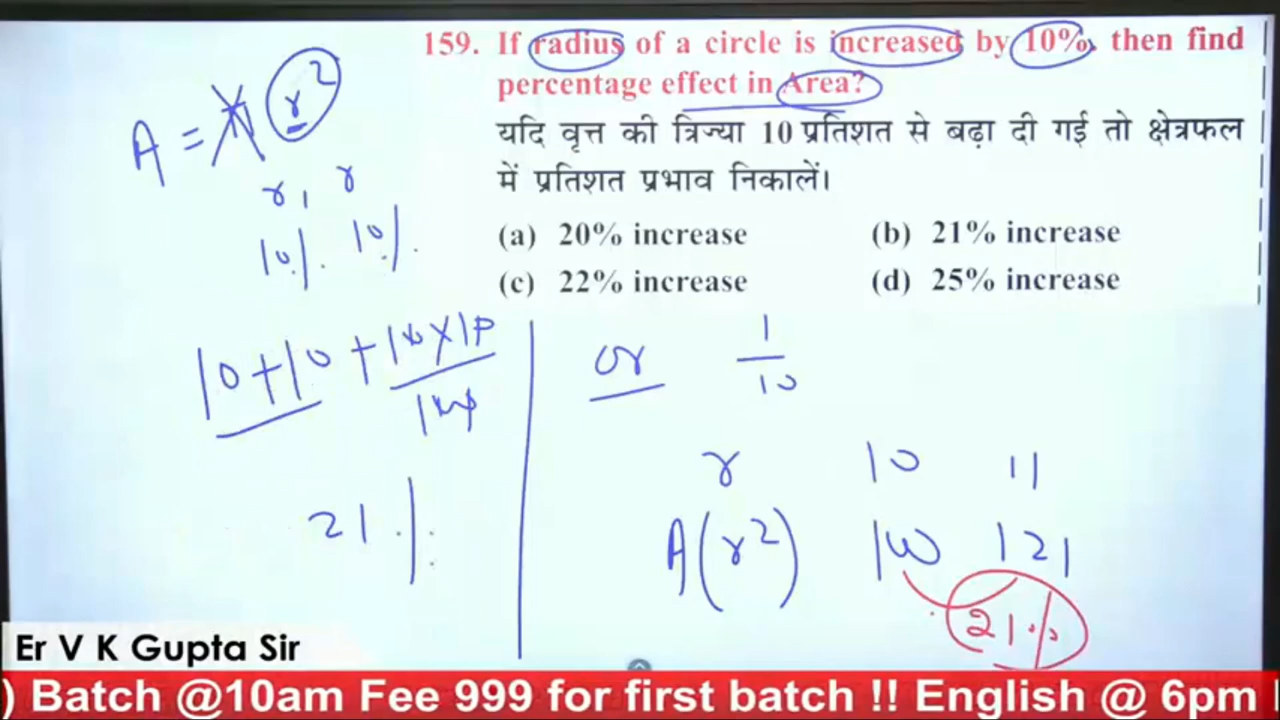 159. If radius of a circle is increased by 10%, then find
percentage effect in Area?
यदि वृत्त की त्रिज्या 10 प्रतिशत से बढ़ा दी गई तो क्षेत्रफल
में प्रतिशत प्रभाव निकालें।
(a) 20% increase (b) 21% increase
(c) 22% increase (d) 25% increase
A = π r²
r, r
10% 10%
10+10 + 10×10
100
21%
or 1/10
r 10 11
A(r²) 100 121
21%
Er V K Gupta Sir
) Batch @10am Fee 999 for first batch !! English @ 6pm